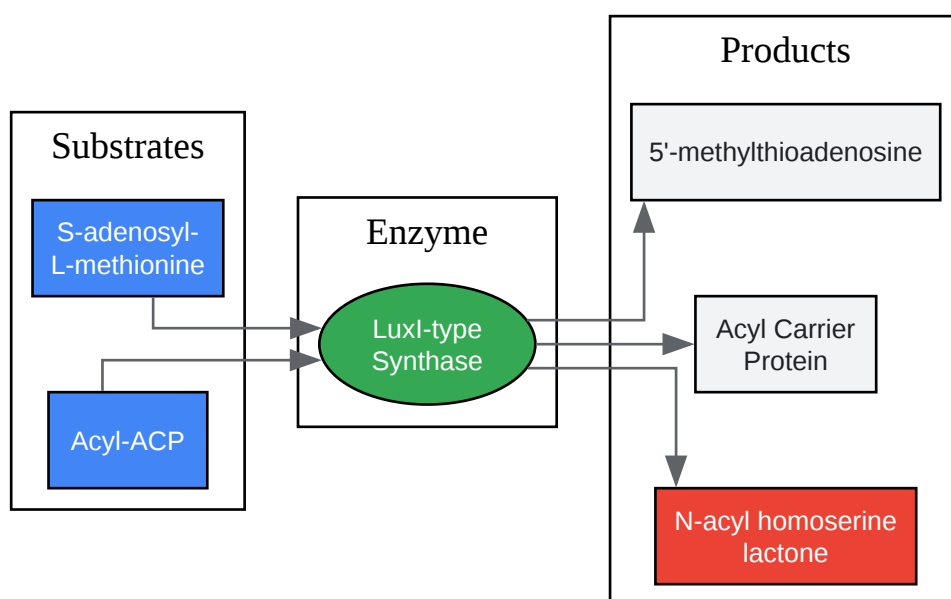 Substrates
S-adenosyl-
L-methionine
Acyl-ACP
Enzyme
LuxI-type
Synthase
Products
5'-methylthioadenosine
Acyl Carrier
Protein
N-acyl homoserine
lactone